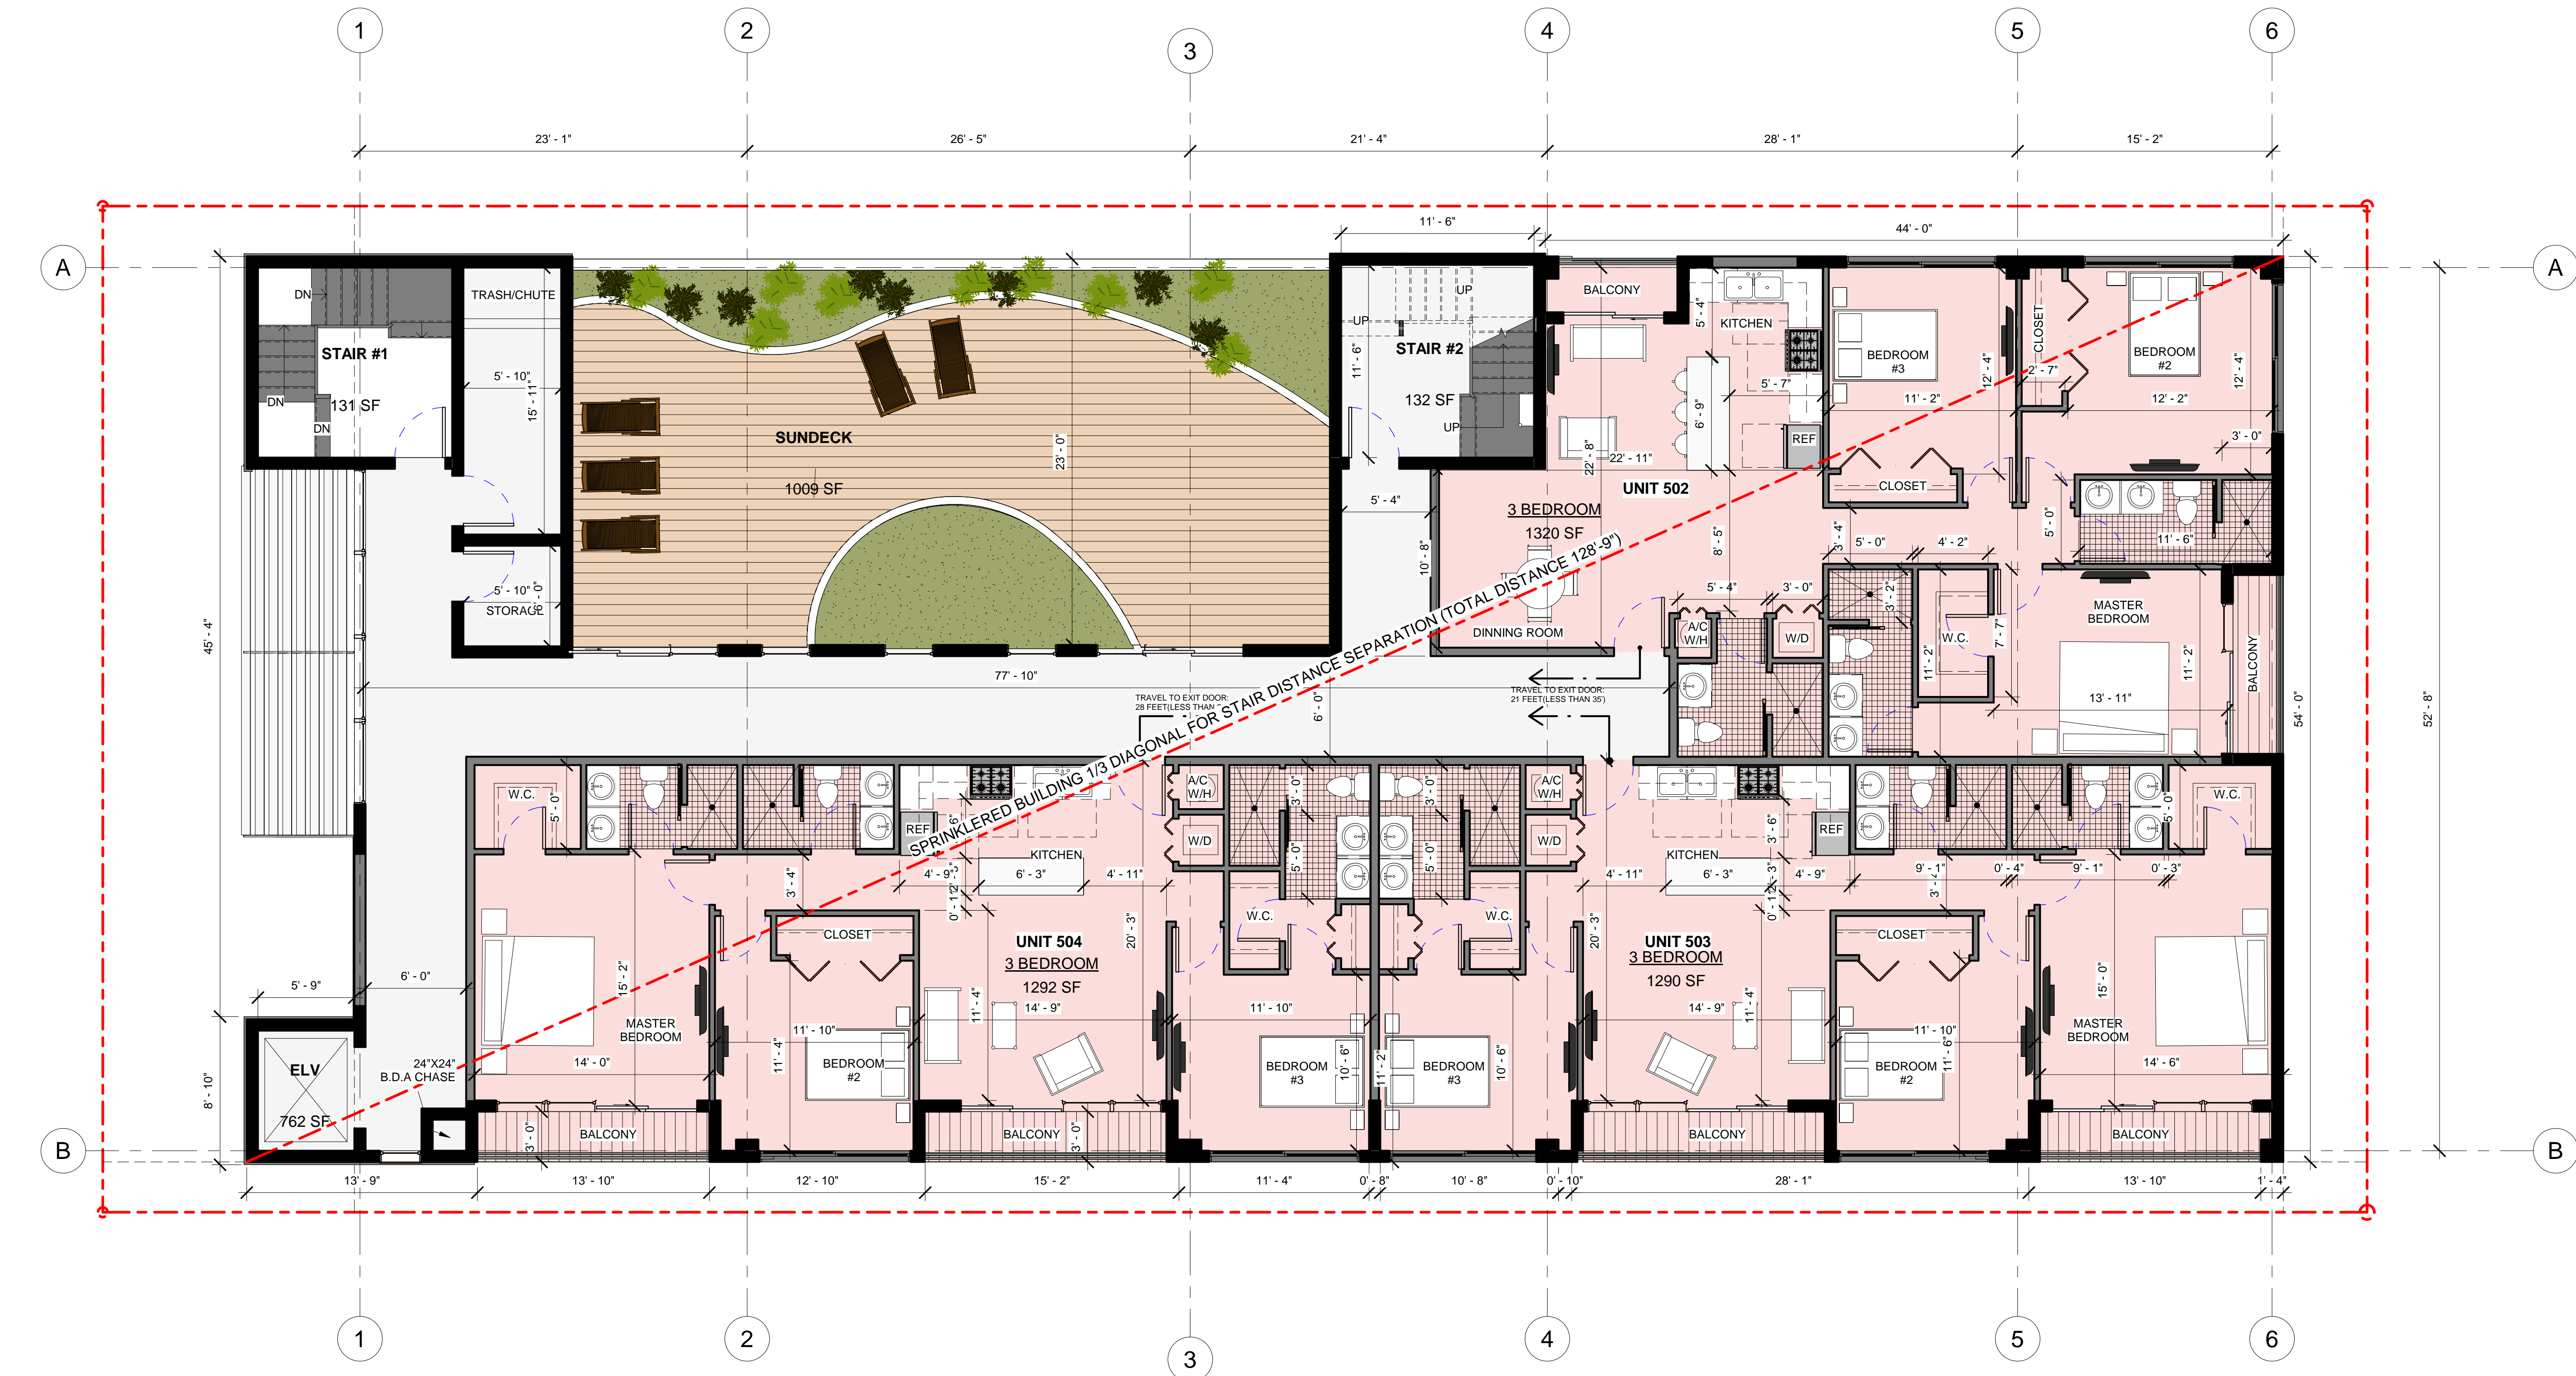 1
2
3
4
5
6
23' - 1"
26' - 5"
21' - 4"
28' - 1"
15' - 2"
11' - 6"
44' - 0"
A
A
DN
TRASH/CHUTE
STAIR #1
DN
131 SF
DN
5' - 10"
15' - 11"
5' - 10"
STORAGE
SUNDECK
1009 SF
23' - 0"
UP
UP
STAIR #2
11' - 6"
132 SF
UP
5' - 4"
10' - 8"
BALCONY
KITCHEN
5' - 4"
5' - 7"
6' - 9"
REF
22' - 8"
22' - 11"
UNIT 502
3 BEDROOM
1320 SF
8' - 5"
DINNING ROOM
5' - 4"
3' - 0"
A/C
W/H
W/D
BEDROOM
#3
12' - 4"
11' - 2"
CLOSET
CLOSET
2' - 7"
BEDROOM
#2
12' - 4"
12' - 2"
3' - 0"
3' - 4"
5' - 0"
4' - 2"
5' - 0"
11' - 6"
3' - 2"
W.C.
11' - 2"
7' - 7"
MASTER
BEDROOM
13' - 11"
11' - 2"
BALCONY
54' - 0"
52' - 8"
45' - 4"
77' - 10"
6' - 0"
TRAVEL TO EXIT DOOR:
28 FEET(LESS THAN
TRAVEL TO EXIT DOOR:
21 FEET(LESS THAN 35')
SPRINKLERED BUILDING 1/3 DIAGONAL FOR STAIR DISTANCE SEPARATION (TOTAL DISTANCE 128'-9")
W.C.
5' - 0"
REF
A/C
W/H
W/D
3' - 0"
5' - 0"
3' - 0"
5' - 0"
A/C
W/H
W/D
KITCHEN
4' - 9"
6' - 3"
4' - 11"
3' - 4"
CLOSET
UNIT 504
3 BEDROOM
1292 SF
20' - 3"
W.C.
W.C.
20' - 3"
KITCHEN
4' - 11"
6' - 3"
4' - 9"
3' - 6"
REF
UNIT 503
3 BEDROOM
1290 SF
9' - 1"
0' - 4"
9' - 1"
0' - 3"
5' - 0"
W.C.
CLOSET
5' - 9"
6' - 0"
15' - 2"
MASTER
BEDROOM
14' - 0"
11' - 10"
11' - 4"
BEDROOM
#2
11' - 4"
14' - 9"
11' - 10"
BEDROOM
#3
10' - 6"
11' - 2"
BEDROOM
#3
10' - 6"
14' - 9"
11' - 4"
11' - 10"
11' - 6"
BEDROOM
#2
15' - 0"
MASTER
BEDROOM
14' - 6"
ELV
762 SF
24"X24"
B.D.A CHASE
8' - 10"
3' - 0"
BALCONY
BALCONY
3' - 0"
BALCONY
BALCONY
B
B
13' - 9"
13' - 10"
12' - 10"
15' - 2"
11' - 4"
0' - 8"
10' - 8"
0' - 10"
28' - 1"
13' - 10"
1' - 4"
1
2
3
4
5
6